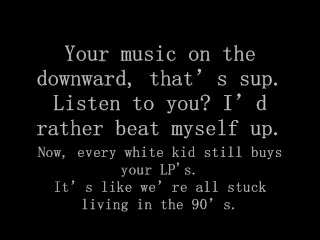 Your music on the
downward, that’s sup.
Listen to you? I’d
rather beat myself up.
Now, every white kid still buys
your LP's.
It’s like we’re all stuck
living in the 90’s.